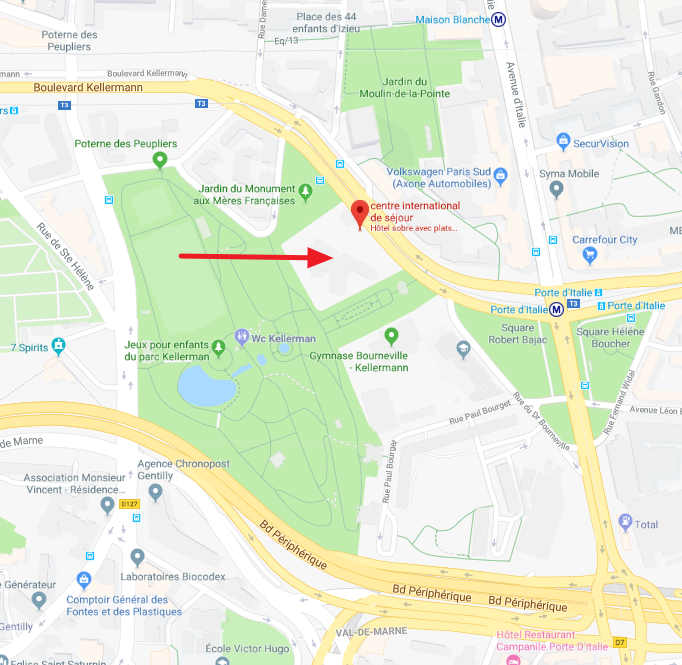 Place des 44
enfants d'Izieu
Maison Blanche M
Rue Dame
Poterne des
Peupliers
Eq/13
Jardin du
Moulin-de-la-Pointe
Avenue d'Italie
Rue Gandon
Boulevard Kellermann
Boulevard Kellermann
T3
T3
SecurVision
Poterne des Peupliers
Volkswagen Paris Sud
(Axone Automobiles)
Syma Mobile
Jardin du Monument
aux Mères Françaises
centre international
de séjour
Hôtel sobre avec plats...
Rue de Ste Hélène
Carrefour City
Porte d'Italie
Porte d'Italie M
T3
Porte d'Italie
Square
Robert Bajac
Square Hélène
Boucher
7 Spirits
Jeux pour enfants
du parc Kellerman
Wc Kellerman
Gymnase Bourneville
- Kellermann
Rue Paul Bourget
Rue du Dr Bourneville
Rue Fernand Widal
Avenue Léon B
Rue Paul Bourget
de Marne
Agence Chronopost
Gentilly
Association Monsieur
Vincent - Résidence...
D127
Total
Bd Périphérique
Laboratoires Biocodex
Bd Périphérique
Bd Périphérique
Générateur
Comptoir Général des
Fontes et des Plastiques
Gentilly
VAL-DE-MARNE
D7
Hôtel Restaurant
Campanile Porte D'Italie
École Victor Hugo
Eglise Saint Saturnin